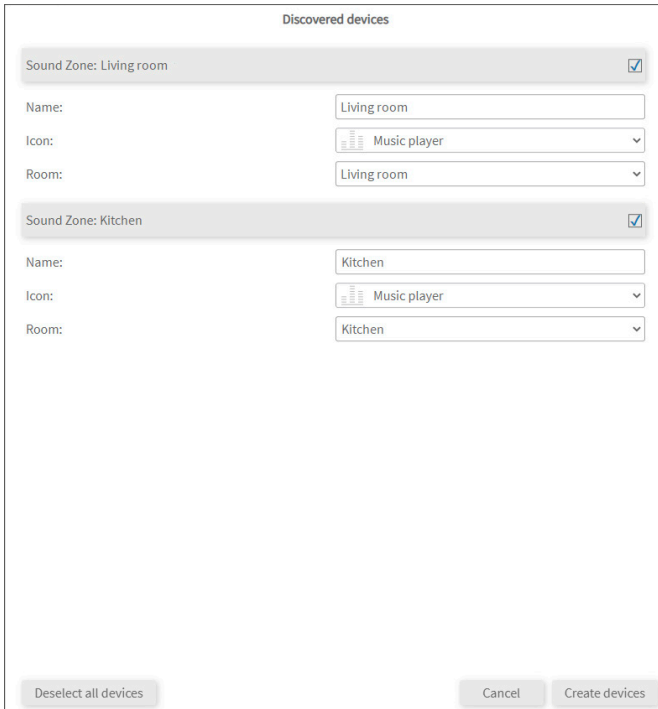 Discovered devices
Sound Zone: Living room
Name: Living room
Icon: Music player
Room: Living room
Sound Zone: Kitchen
Name: Kitchen
Icon: Music player
Room: Kitchen
Deselect all devices Cancel Create devices